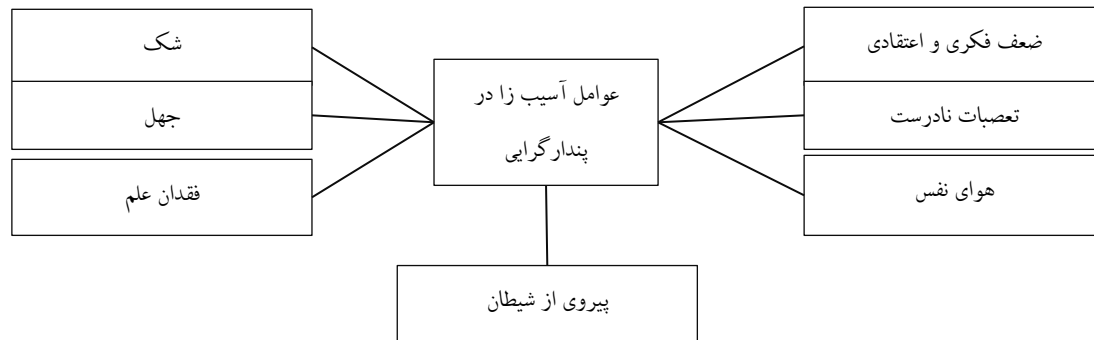 ضعف فکری و اعتقادی
شک
عوامل آسیب زا در
پندارگرایی
تعصبات نادرست
جهل
هوای نفس
فقدان علم
پیروی از شیطان